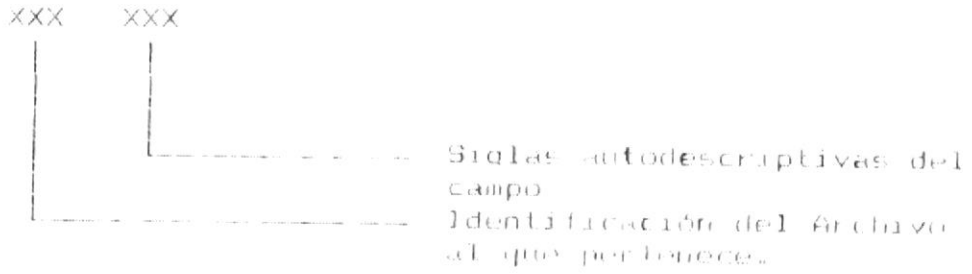 XXX XXX
Siglas autodescriptivas del
campo
Identificación del Archivo
al que pertenece.